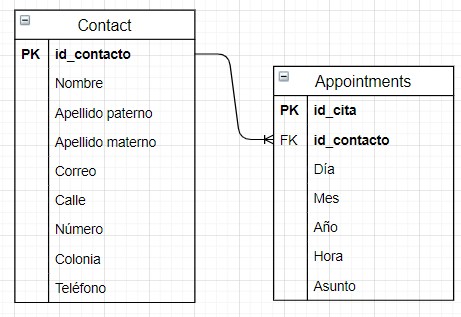 Contact
PK id_contacto
Nombre
Apellido paterno
Apellido materno
Correo
Calle
Número
Colonia
Teléfono
Appointments
PK id_cita
FK id_contacto
Día
Mes
Año
Hora
Asunto